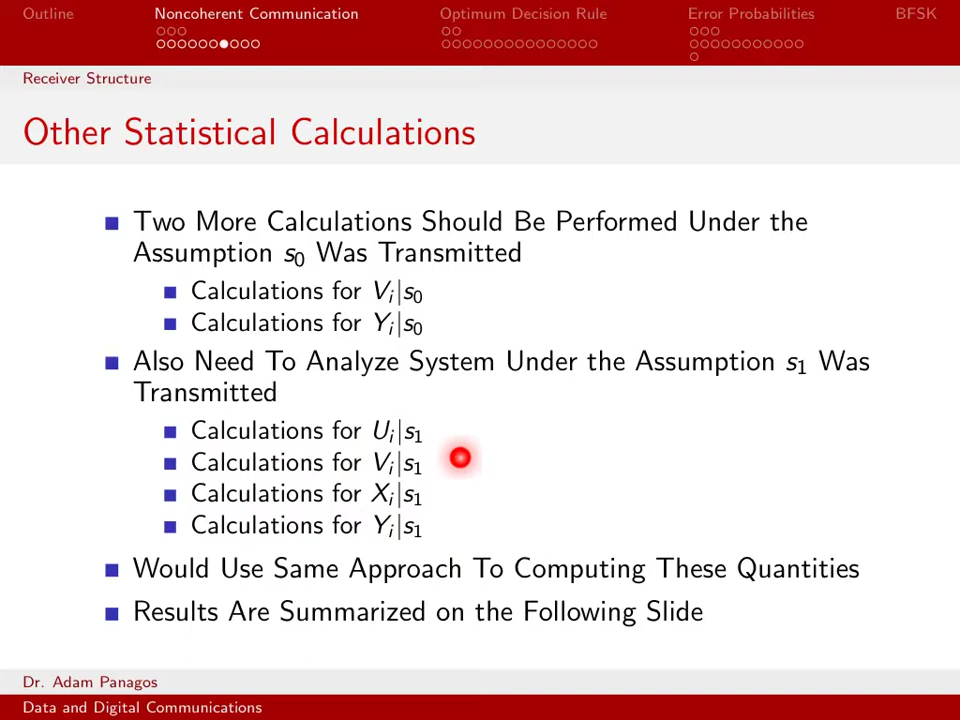 Outline Noncoherent Communication Optimum Decision Rule Error Probabilities BFSK
Receiver Structure
Other Statistical Calculations
Two More Calculations Should Be Performed Under the
Assumption s₀ Was Transmitted
Calculations for Vᵢ|s₀
Calculations for Yᵢ|s₀
Also Need To Analyze System Under the Assumption s₁ Was
Transmitted
Calculations for Uᵢ|s₁
Calculations for Vᵢ|s₁
Calculations for Xᵢ|s₁
Calculations for Yᵢ|s₁
Would Use Same Approach To Computing These Quantities
Results Are Summarized on the Following Slide
Dr. Adam Panagos
Data and Digital Communications